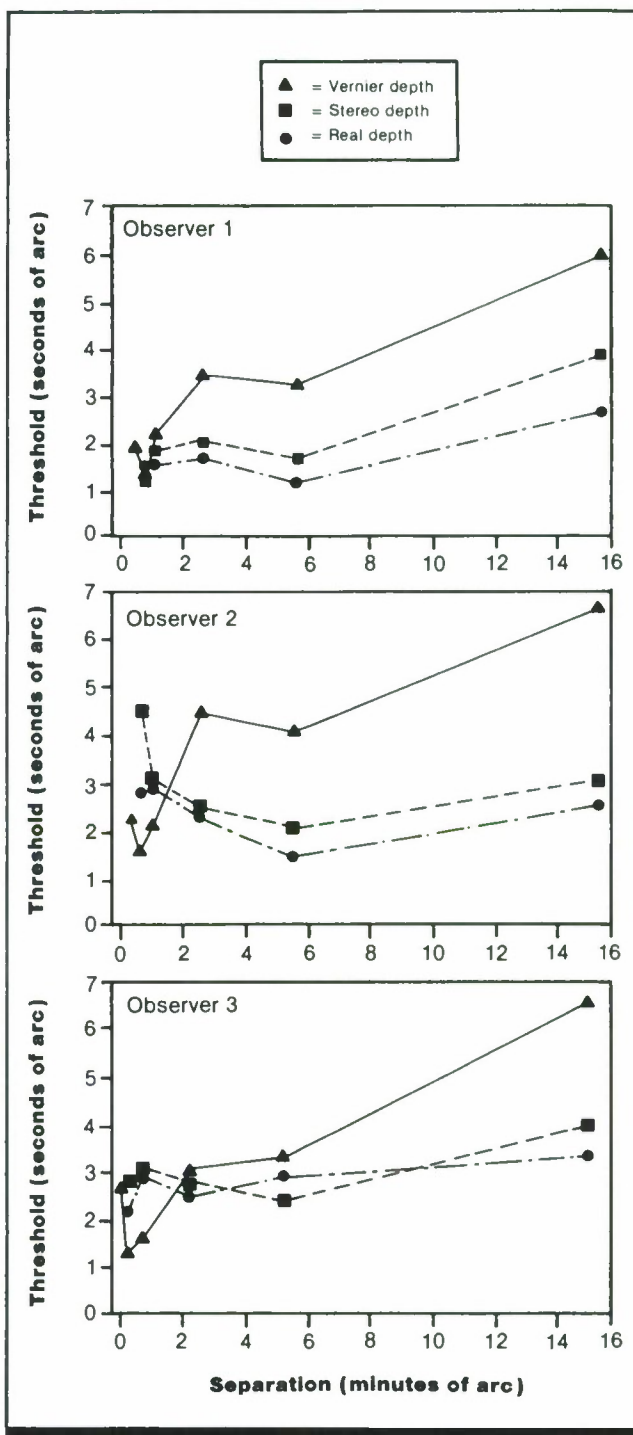 ▲ = Vernier depth
■ = Stereo depth
● = Real depth
Observer 1
Threshold (seconds of arc)
7
6
5
4
3
2
1
0
0 2 4 6 8 10 12 14 16
Observer 2
Threshold (seconds of arc)
7
6
5
4
3
2
1
0
0 2 4 6 8 10 12 14 16
Observer 3
Threshold (seconds of arc)
7
6
5
4
3
2
1
0
0 2 4 6 8 10 12 14 16
Separation (minutes of arc)